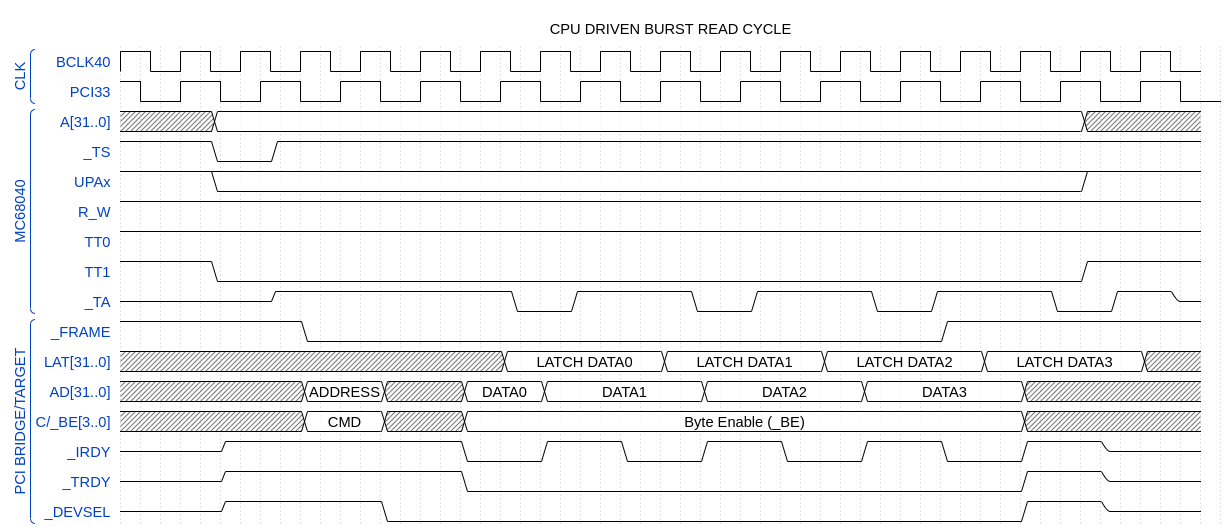 CPU DRIVEN BURST READ CYCLE
CLK
BCLK40
PCI33
MC68040
A[31..0]
_TS
UPAx
R_W
TT0
TT1
_TA
PCI BRIDGE/TARGET
_FRAME
LAT[31..0] LATCH DATA0 LATCH DATA1 LATCH DATA2 LATCH DATA3
AD[31..0] ADDRESS DATA0 DATA1 DATA2 DATA3
C/_BE[3..0] CMD Byte Enable (_BE)
_IRDY
_TRDY
_DEVSEL